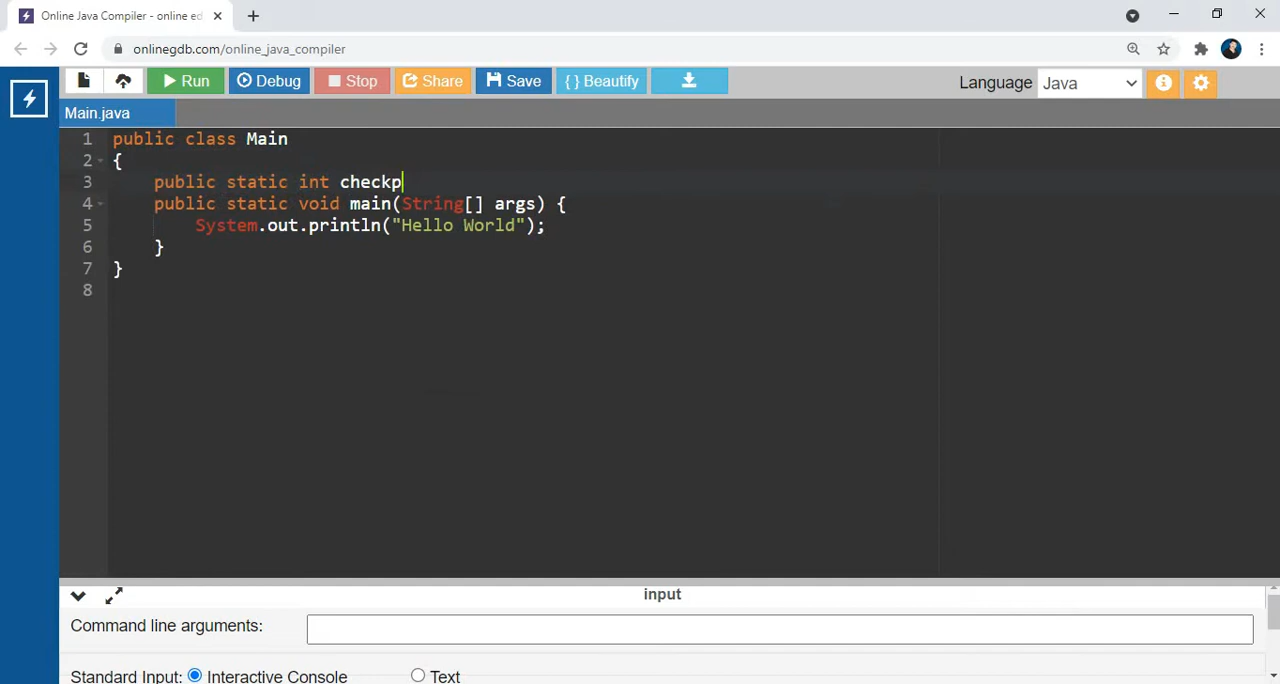 Online Java Compiler - online ed
onlinegdb.com/online_java_compiler
Run Debug Stop Share Save { } Beautify Language Java
Main.java
1 public class Main
2 {
3 public static int checkp
4 public static void main(String[] args) {
5 System.out.println("Hello World");
6 }
7 }
8
input
Command line arguments:
Standard Input: Interactive Console Text